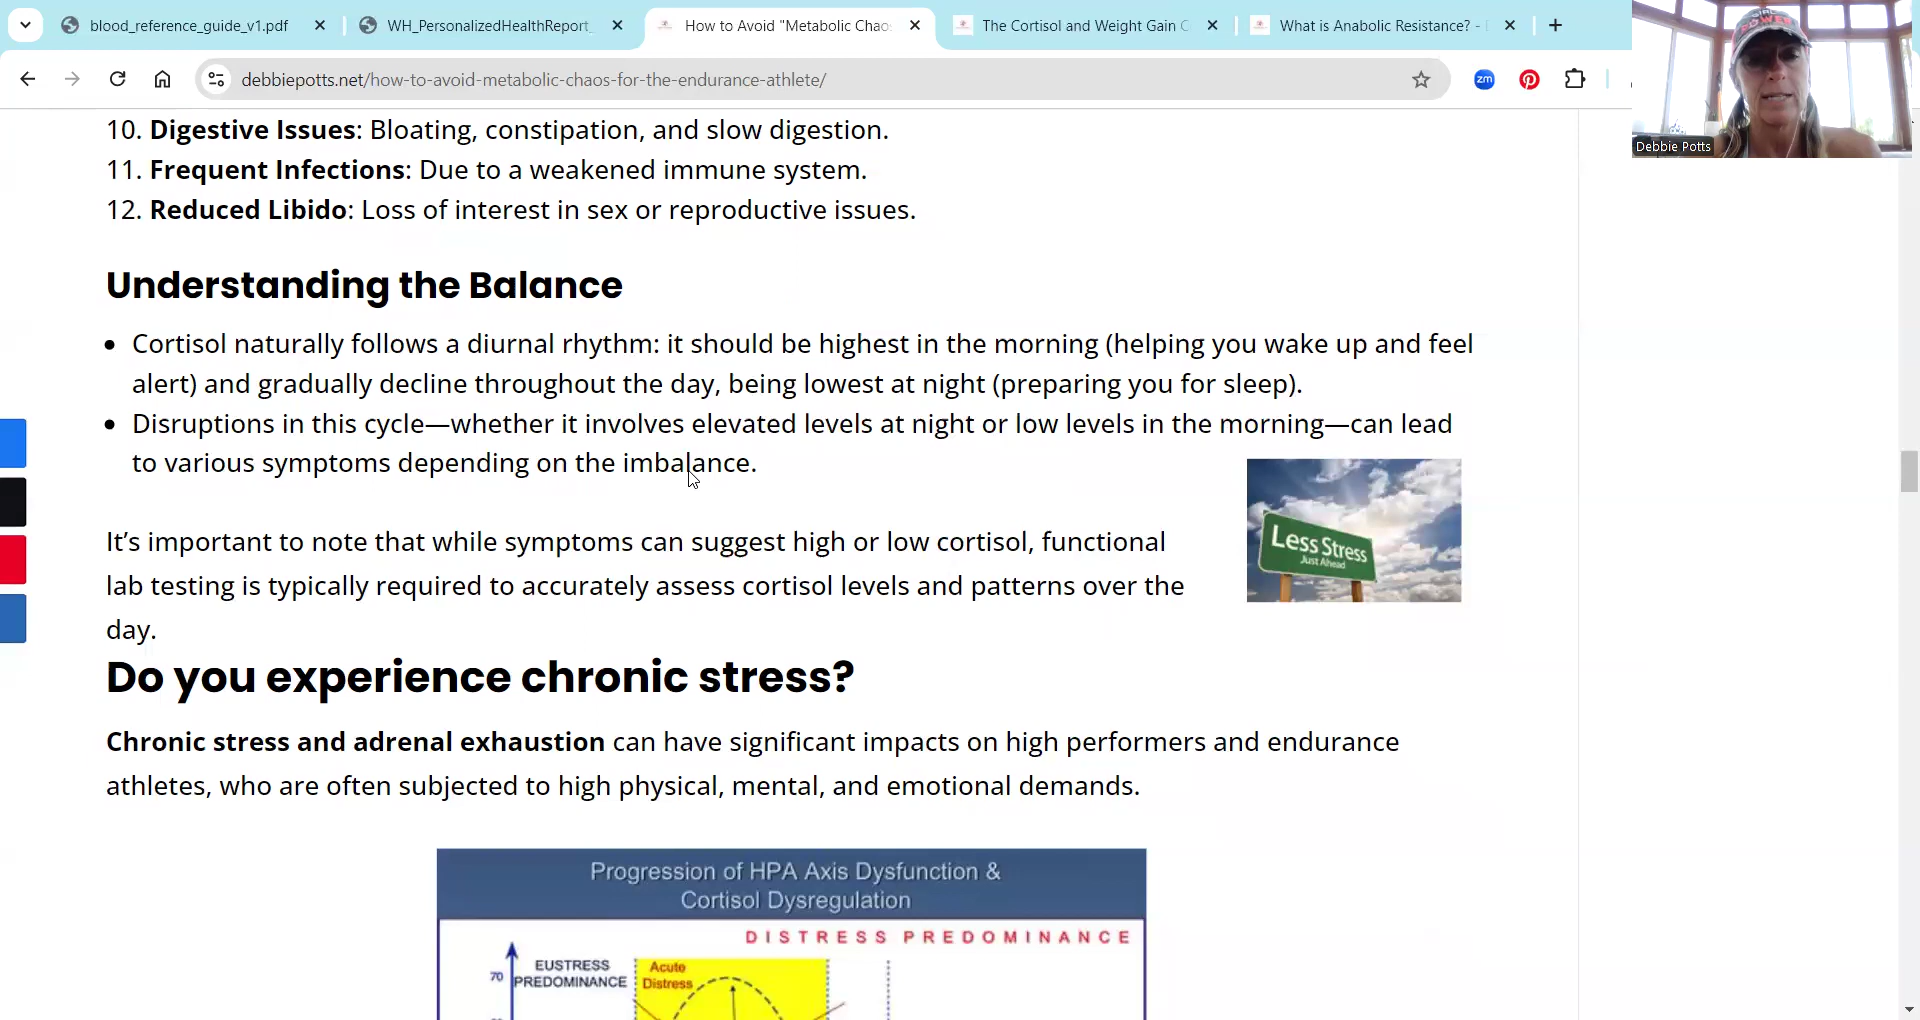 blood_reference_guide_v1.pdf
WH_PersonalizedHealthReport_
How to Avoid "Metabolic Chao
The Cortisol and Weight Gain C
What is Anabolic Resistance? -
debbiepotts.net/how-to-avoid-metabolic-chaos-for-the-endurance-athlete/
zm
Debbie Potts
10. Digestive Issues: Bloating, constipation, and slow digestion.
11. Frequent Infections: Due to a weakened immune system.
12. Reduced Libido: Loss of interest in sex or reproductive issues.
Understanding the Balance
• Cortisol naturally follows a diurnal rhythm: it should be highest in the morning (helping you wake up and feel
alert) and gradually decline throughout the day, being lowest at night (preparing you for sleep).
• Disruptions in this cycle—whether it involves elevated levels at night or low levels in the morning—can lead
to various symptoms depending on the imbalance.
Less Stress
Just Ahead
It’s important to note that while symptoms can suggest high or low cortisol, functional
lab testing is typically required to accurately assess cortisol levels and patterns over the
day.
Do you experience chronic stress?
Chronic stress and adrenal exhaustion can have significant impacts on high performers and endurance
athletes, who are often subjected to high physical, mental, and emotional demands.
Progression of HPA Axis Dysfunction &
Cortisol Dysregulation
DISTRESS PREDOMINANCE
EUSTRESS
PREDOMINANCE
Acute
Distress
70